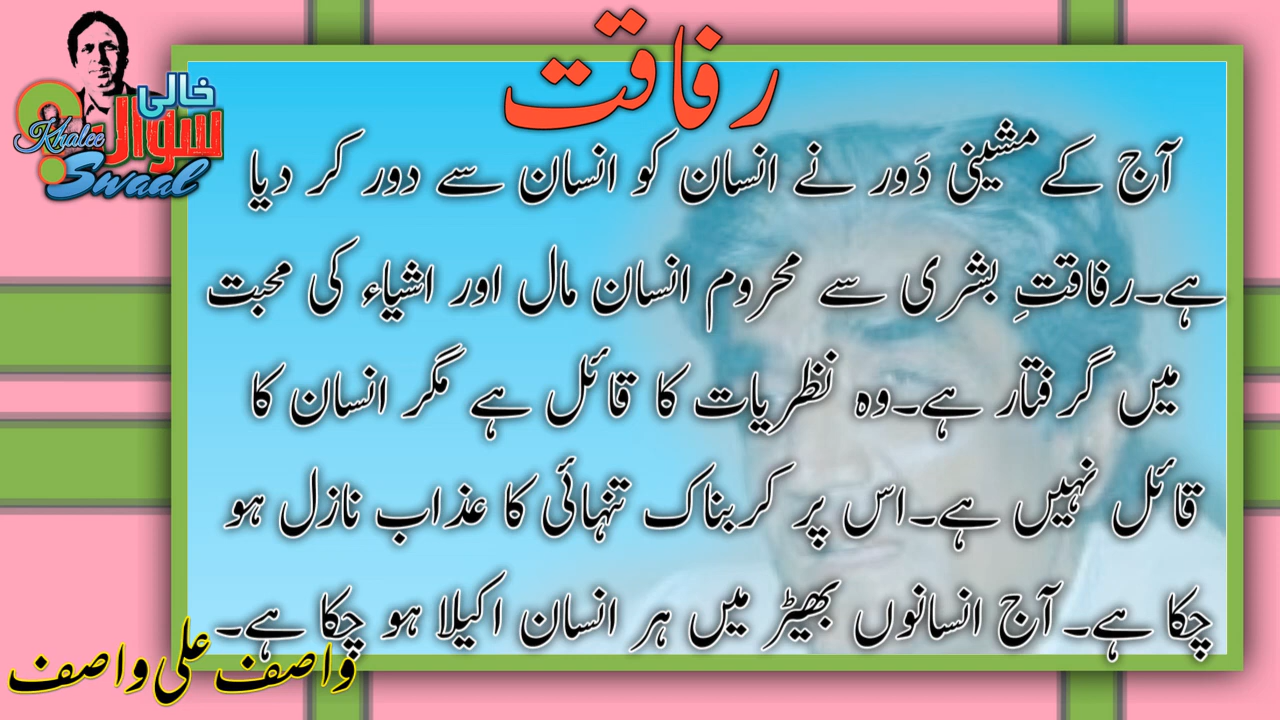 رفاقت
خالی
سوال
Khalee
Swaal
آج کے مشینی دَور نے انسان کو انسان سے دور کر دیا
ہے۔رفاقتِ بشری سے محروم انسان مال اور اشیاء کی محبت
میں گرفتار ہے۔وہ نظریات کا قائل ہے مگر انسان کا
قائل نہیں ہے۔اس پر کربناک تنہائی کا عذاب نازل ہو
چکا ہے۔ آج انسانوں بھیڑ میں ہر انسان اکیلا ہو چکا ہے۔
واصف علی واصف